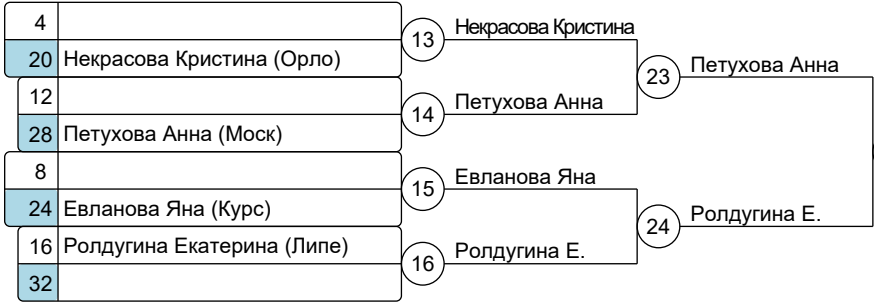 4
20 Некрасова Кристина (Орло)
12
28 Петухова Анна (Моск)
8
24 Евланова Яна (Курс)
16 Ролдугина Екатерина (Липе)
32
13 Некрасова Кристина
14 Петухова Анна
15 Евланова Яна
16 Ролдугина Е.
23 Петухова Анна
24 Ролдугина Е.